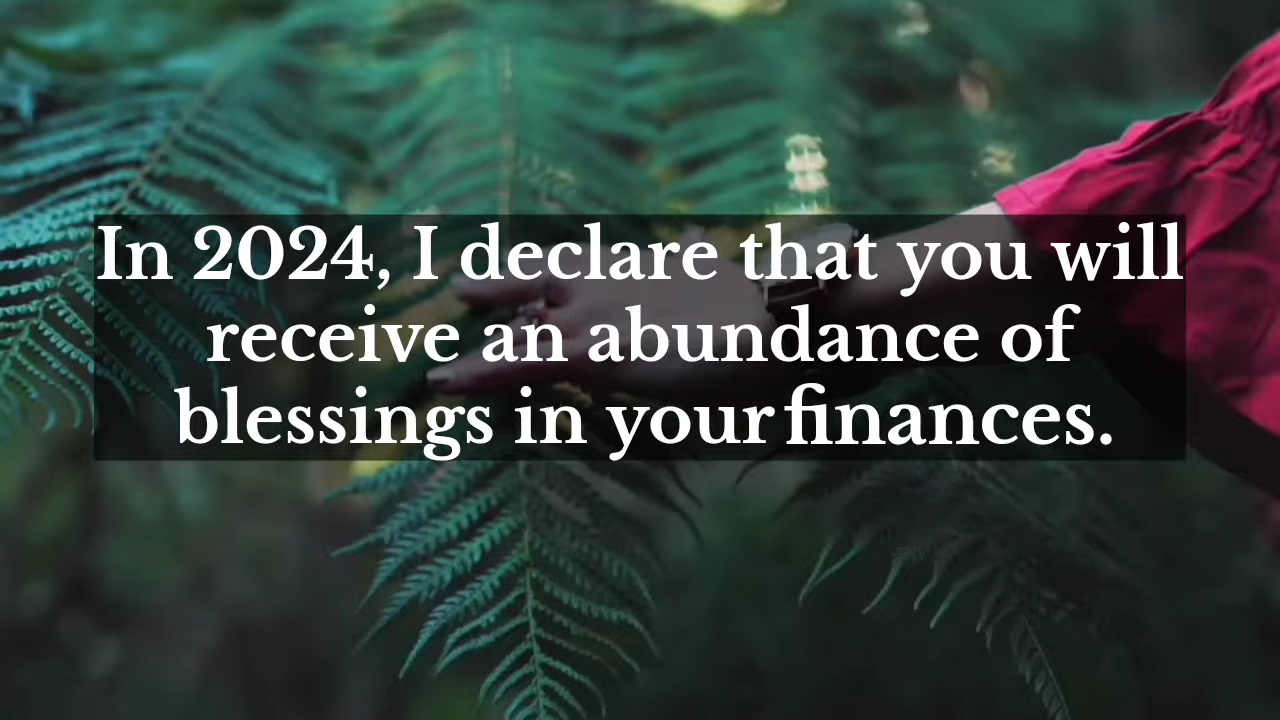 In 2024, I declare that you will
receive an abundance of
blessings in your finances.